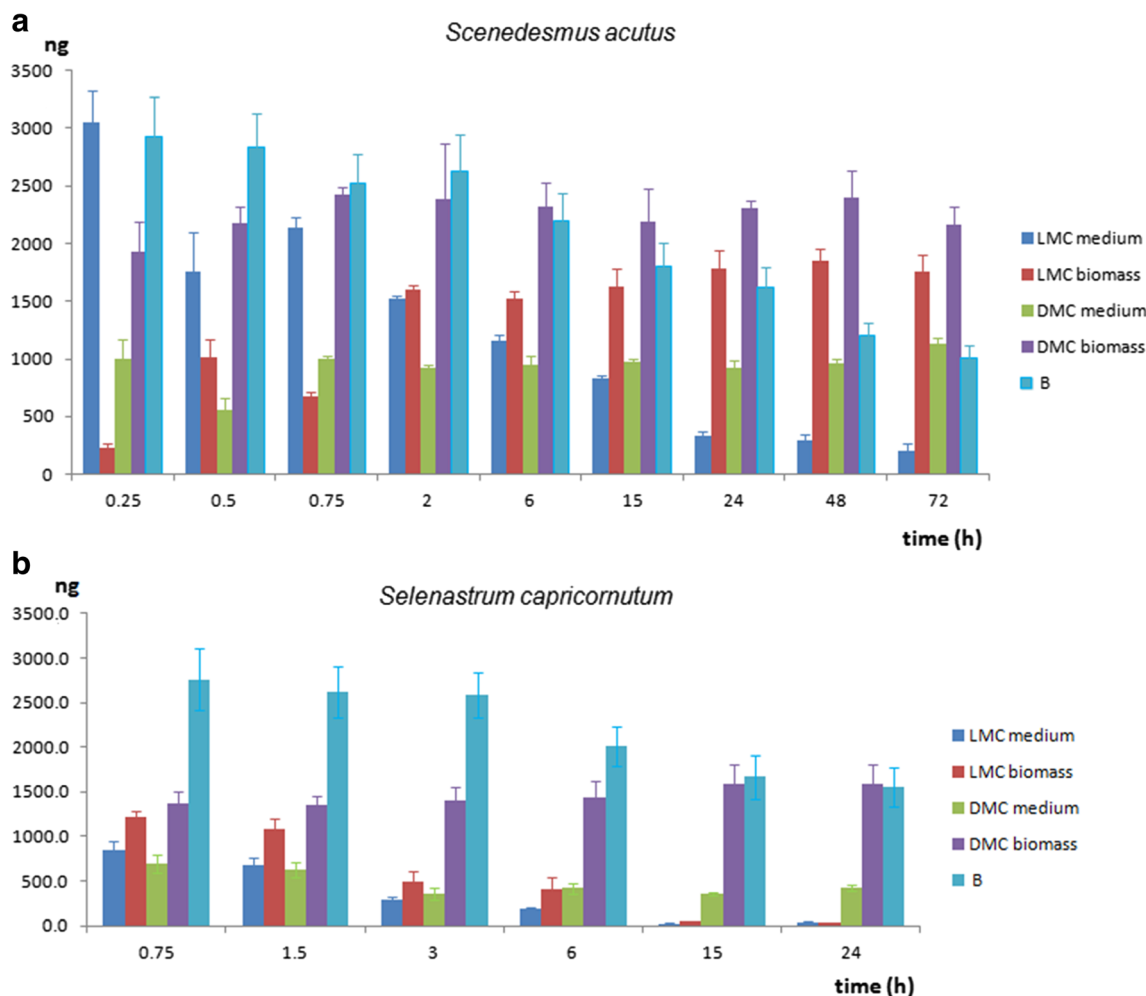 a
ng
Scenedesmus acutus
3500
3000
2500
2000
1500
1000
500
0
0.25 0.5 0.75 2 6 15 24 48 72
time (h)
LMC medium
LMC biomass
DMC medium
DMC biomass
B
b
ng
Selenastrum capricornutum
3500.0
3000.0
2500.0
2000.0
1500.0
1000.0
500.0
0.0
0.75 1.5 3 6 15 24
time (h)
LMC medium
LMC biomass
DMC medium
DMC biomass
B